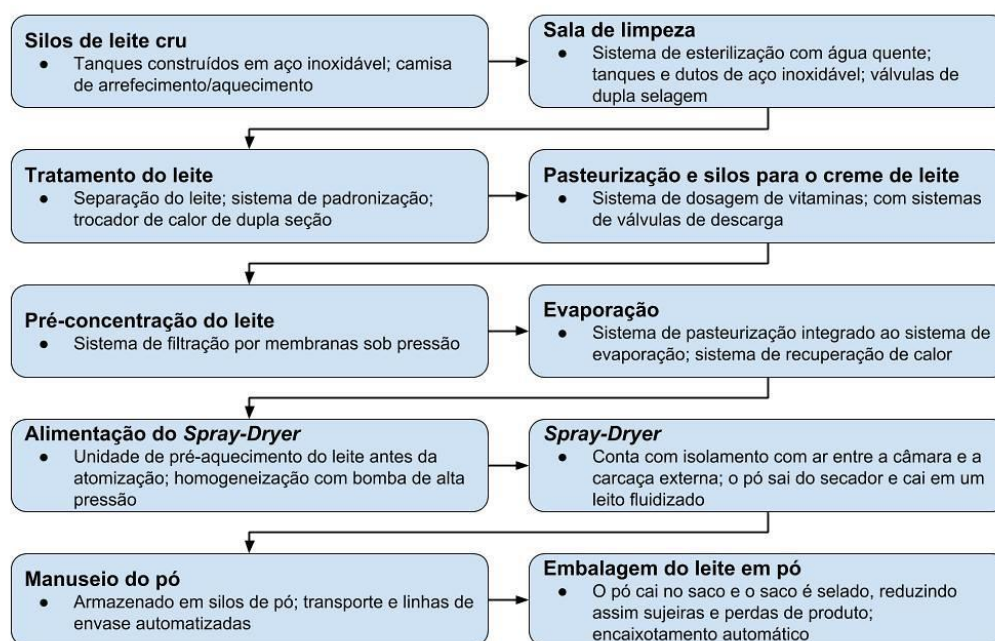 Silos de leite cru
● Tanques construídos em aço inoxidável; camisa
de arrefecimento/aquecimento
Sala de limpeza
● Sistema de esterilização com água quente;
tanques e dutos de aço inoxidável; válvulas de
dupla selagem
Tratamento do leite
● Separação do leite; sistema de padronização;
trocador de calor de dupla seção
Pasteurização e silos para o creme de leite
● Sistema de dosagem de vitaminas; com sistemas
de válvulas de descarga
Pré-concentração do leite
● Sistema de filtração por membranas sob pressão
Evaporação
● Sistema de pasteurização integrado ao sistema de
evaporação; sistema de recuperação de calor
Alimentação do Spray-Dryer
● Unidade de pré-aquecimento do leite antes da
atomização; homogeneização com bomba de alta
pressão
Spray-Dryer
● Conta com isolamento com ar entre a câmara e a
carcaça externa; o pó sai do secador e cai em um
leito fluidizado
Manuseio do pó
● Armazenado em silos de pó; transporte e linhas de
envase automatizadas
Embalagem do leite em pó
● O pó cai no saco e o saco é selado, reduzindo
assim sujeiras e perdas de produto;
encaixotamento automático